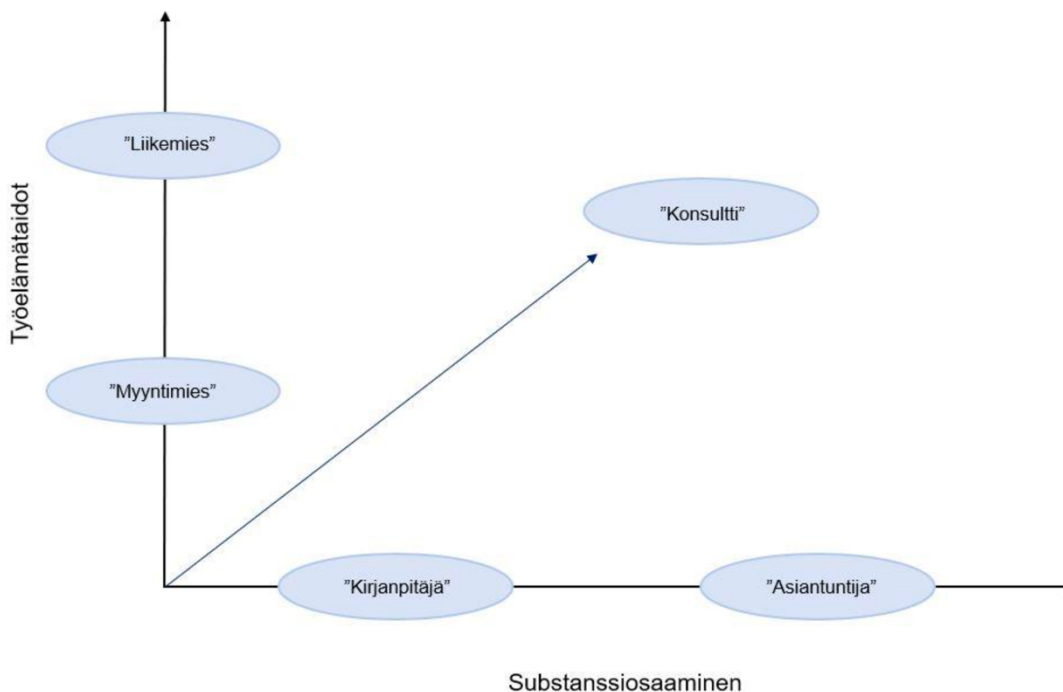 ”Liikemies”
”Konsultti”
Työelämätaidot
”Myyntimies”
”Kirjanpitäjä”
”Asiantuntija”
Substanssiosaaminen